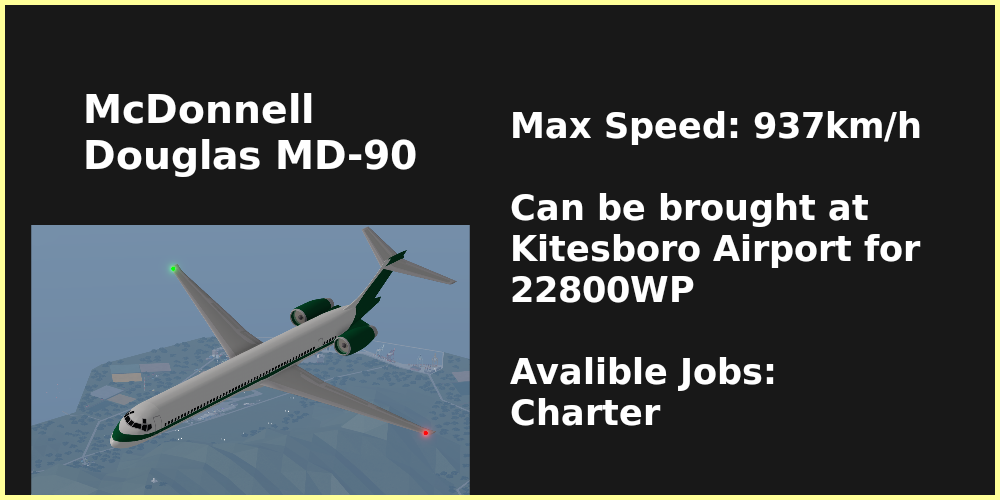 McDonnell
Douglas MD-90
Max Speed: 937km/h
Can be brought at
Kitesboro Airport for
22800WP
Avalible Jobs:
Charter